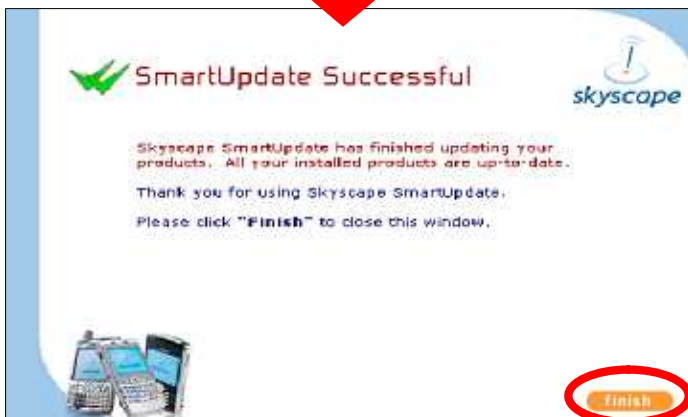 SmartUpdate Successful
skyscape
Skyscape SmartUpdate has finished updating your
products. All your installed products are up-to-date.
Thank you for using Skyscape SmartUpdate.
Please click "Finish" to close this window.
finish